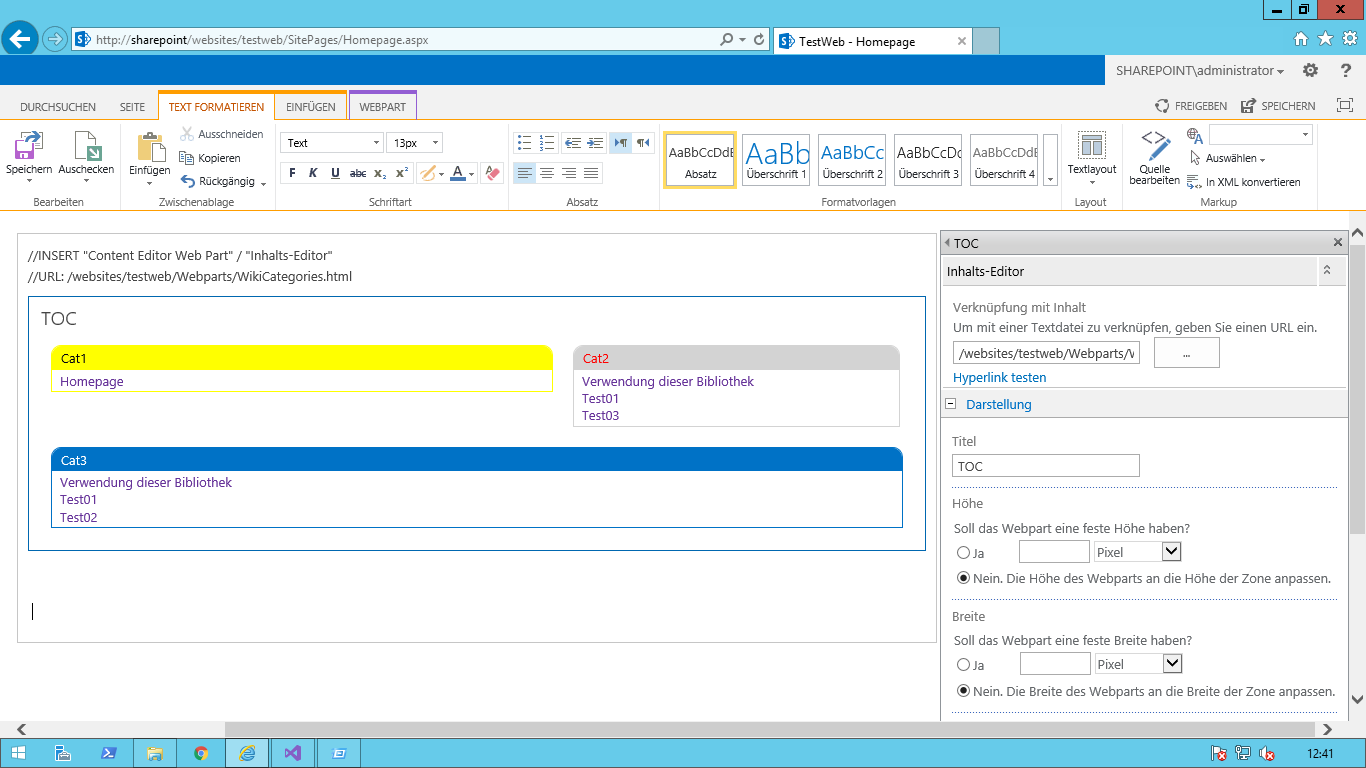 http://sharepoint/websites/testweb/SitePages/Homepage.aspx
TestWeb - Homepage
SHAREPOINT\administrator
DURCHSUCHEN SEITE TEXT FORMATIEREN EINFÜGEN WEBPART FREIGEBEN SPEICHERN
Speichern Auschecken
Bearbeiten
Einfügen
Ausschneiden
Kopieren
Rückgängig
Zwischenablage
Text 13px
F K U abc x₂ x² A
Schriftart
Absatz
AaBbCcDdE AaBb AaBbCc AaBbCcDc AaBbCcDdE
Absatz Überschrift 1 Überschrift 2 Überschrift 3 Überschrift 4
Formatvorlagen
Textlayout
Layout
Quelle bearbeiten
Auswählen
In XML konvertieren
Markup
//INSERT "Content Editor Web Part" / "Inhalts-Editor"
//URL: /websites/testweb/Webparts/WikiCategories.html
TOC
Cat1
Homepage
Cat2
Verwendung dieser Bibliothek
Test01
Test03
Cat3
Verwendung dieser Bibliothek
Test01
Test02
TOC
Inhalts-Editor
Verknüpfung mit Inhalt
Um mit einer Textdatei zu verknüpfen, geben Sie einen URL ein.
/websites/testweb/Webparts/ ...
Hyperlink testen
Darstellung
Titel
TOC
Höhe
Soll das Webpart eine feste Höhe haben?
Ja Pixel
Nein. Die Höhe des Webparts an die Höhe der Zone anpassen.
Breite
Soll das Webpart eine feste Breite haben?
Ja Pixel
Nein. Die Breite des Webparts an die Breite der Zone anpassen.
12:41